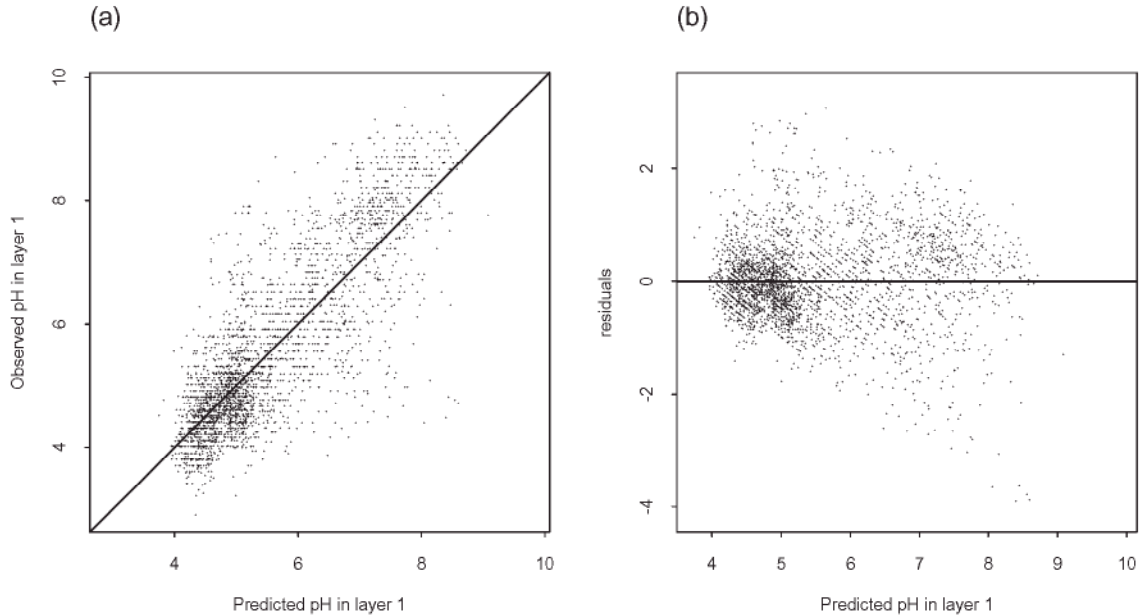 (a)
(b)
Observed pH in layer 1
10
8
6
4
4 6 8 10
Predicted pH in layer 1
residuals
2
0
-2
-4
4 5 6 7 8 9 10
Predicted pH in layer 1